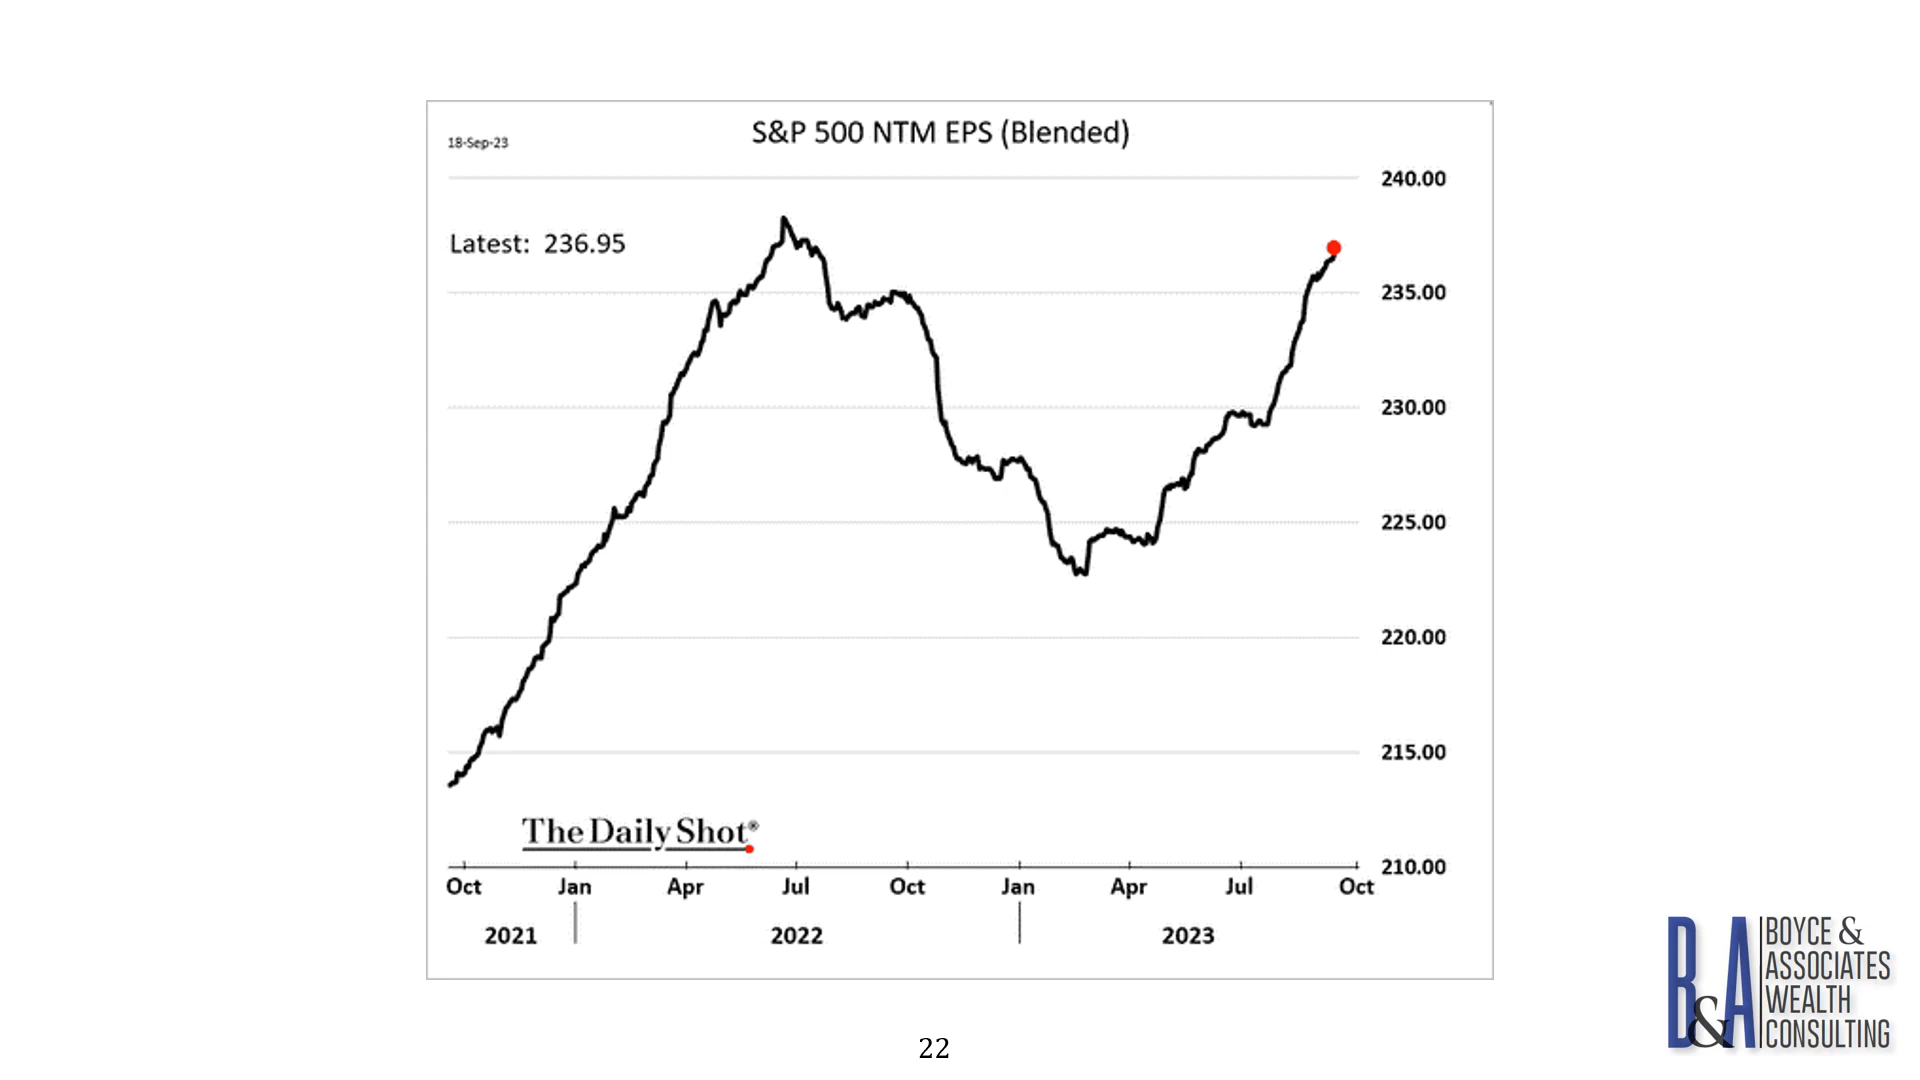 S&P 500 NTM EPS (Blended)
18-Sep-23
240.00
Latest: 236.95
235.00
230.00
225.00
220.00
215.00
The Daily Shot®
210.00
Oct Jan Apr Jul Oct Jan Apr Jul Oct
2021 2022 2023
B&A
BOYCE &
ASSOCIATES
WEALTH
CONSULTING
22